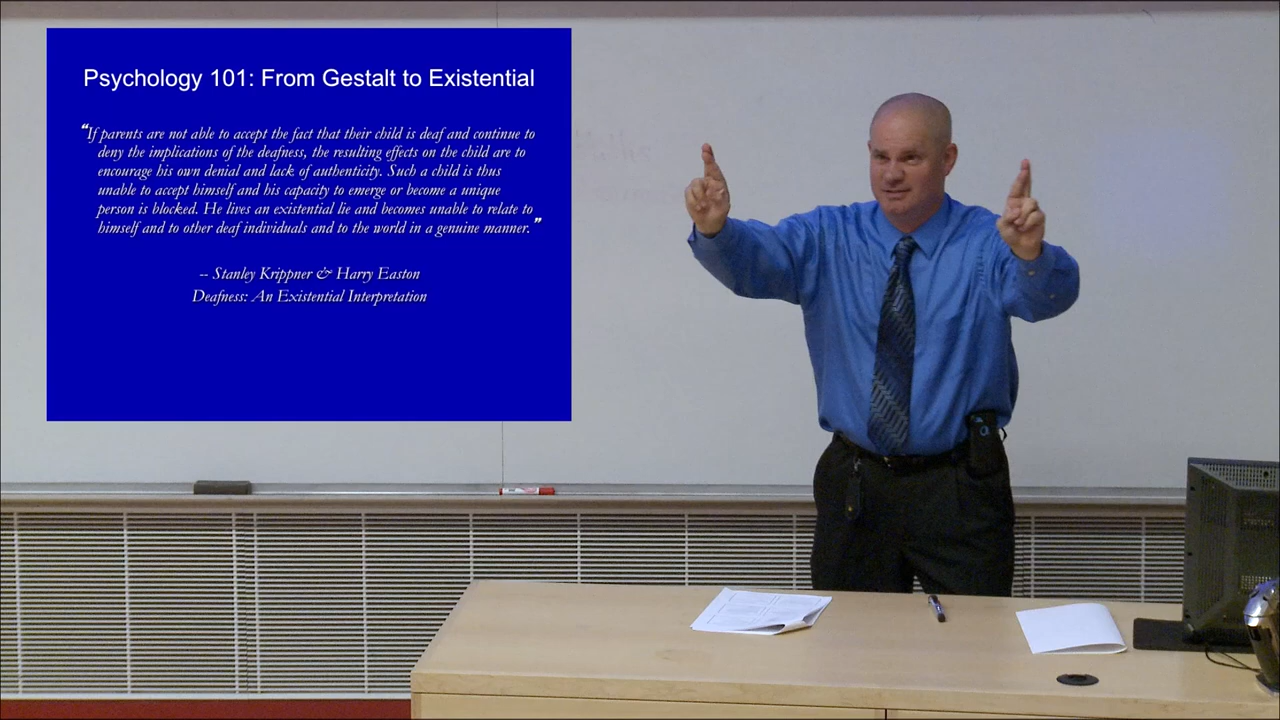 Psychology 101: From Gestalt to Existential
“If parents are not able to accept the fact that their child is deaf and continue to
deny the implications of the deafness, the resulting effects on the child are to
encourage his own denial and lack of authenticity. Such a child is thus
unable to accept himself and his capacity to emerge or become a unique
person is blocked. He lives an existential lie and becomes unable to relate to
himself and to other deaf individuals and to the world in a genuine manner.”
-- Stanley Krippner & Harry Easton
Deafness: An Existential Interpretation